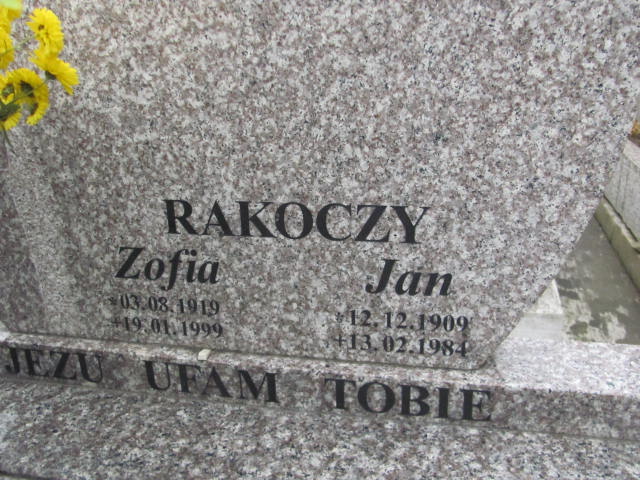 RAKOCZY
Zofia Jan
*03.08.1919 *12.12.1909
+19.01.1999 +13.02.1984
JEZU UFAM TOBIE